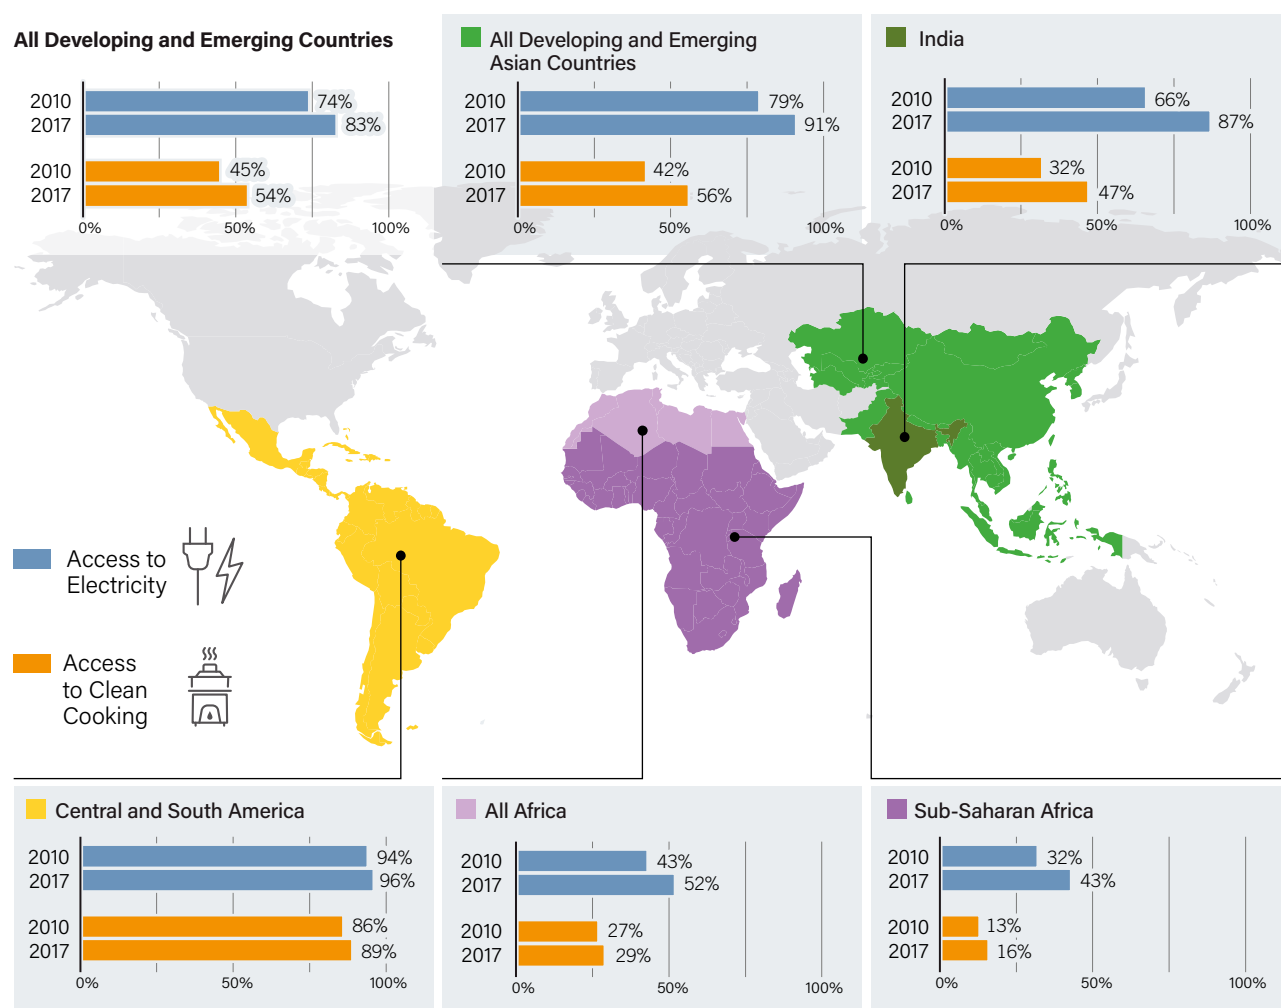 All Developing and Emerging Countries
2010 74%
2017 83%
2010 45%
2017 54%
0% 50% 100%
All Developing and Emerging
Asian Countries
2010 79%
2017 91%
2010 42%
2017 56%
0% 50% 100%
India
2010 66%
2017 87%
2010 32%
2017 47%
0% 50% 100%
Access to
Electricity
Access
to Clean
Cooking
Central and South America
2010 94%
2017 96%
2010 86%
2017 89%
0% 50% 100%
All Africa
2010 43%
2017 52%
2010 27%
2017 29%
0% 50% 100%
Sub-Saharan Africa
2010 32%
2017 43%
2010 13%
2017 16%
0% 50% 100%